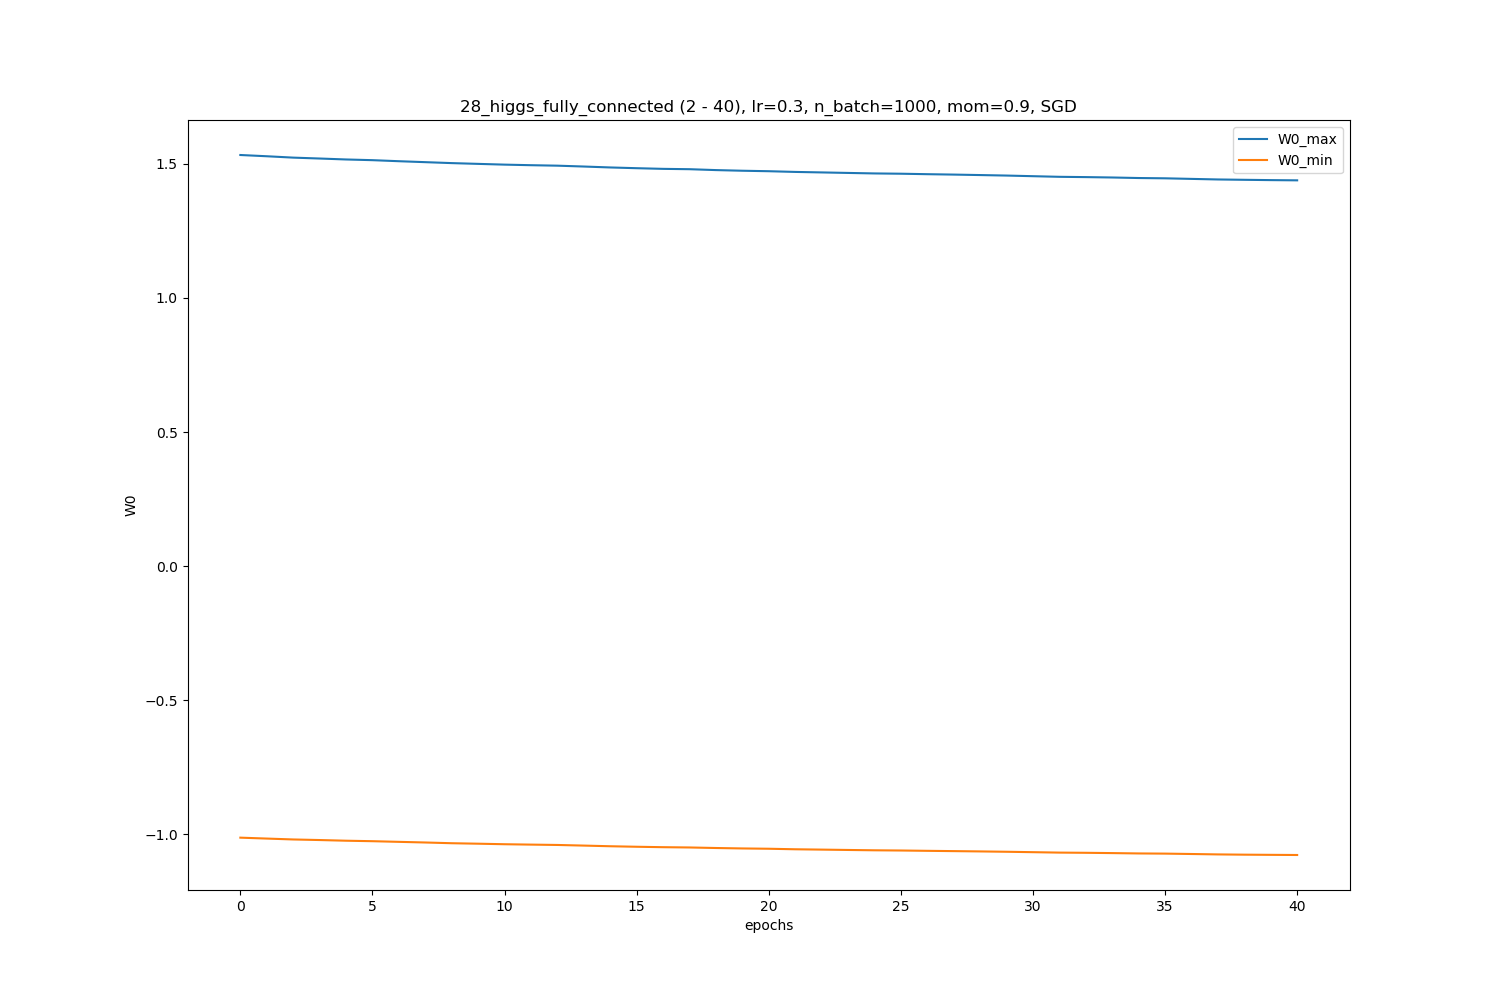 28_higgs_fully_connected (2 - 40), lr=0.3, n_batch=1000, mom=0.9, SGD
W0_max
W0_min
1.5
1.0
0.5
0.0
−0.5
−1.0
W0
0 5 10 15 20 25 30 35 40
epochs